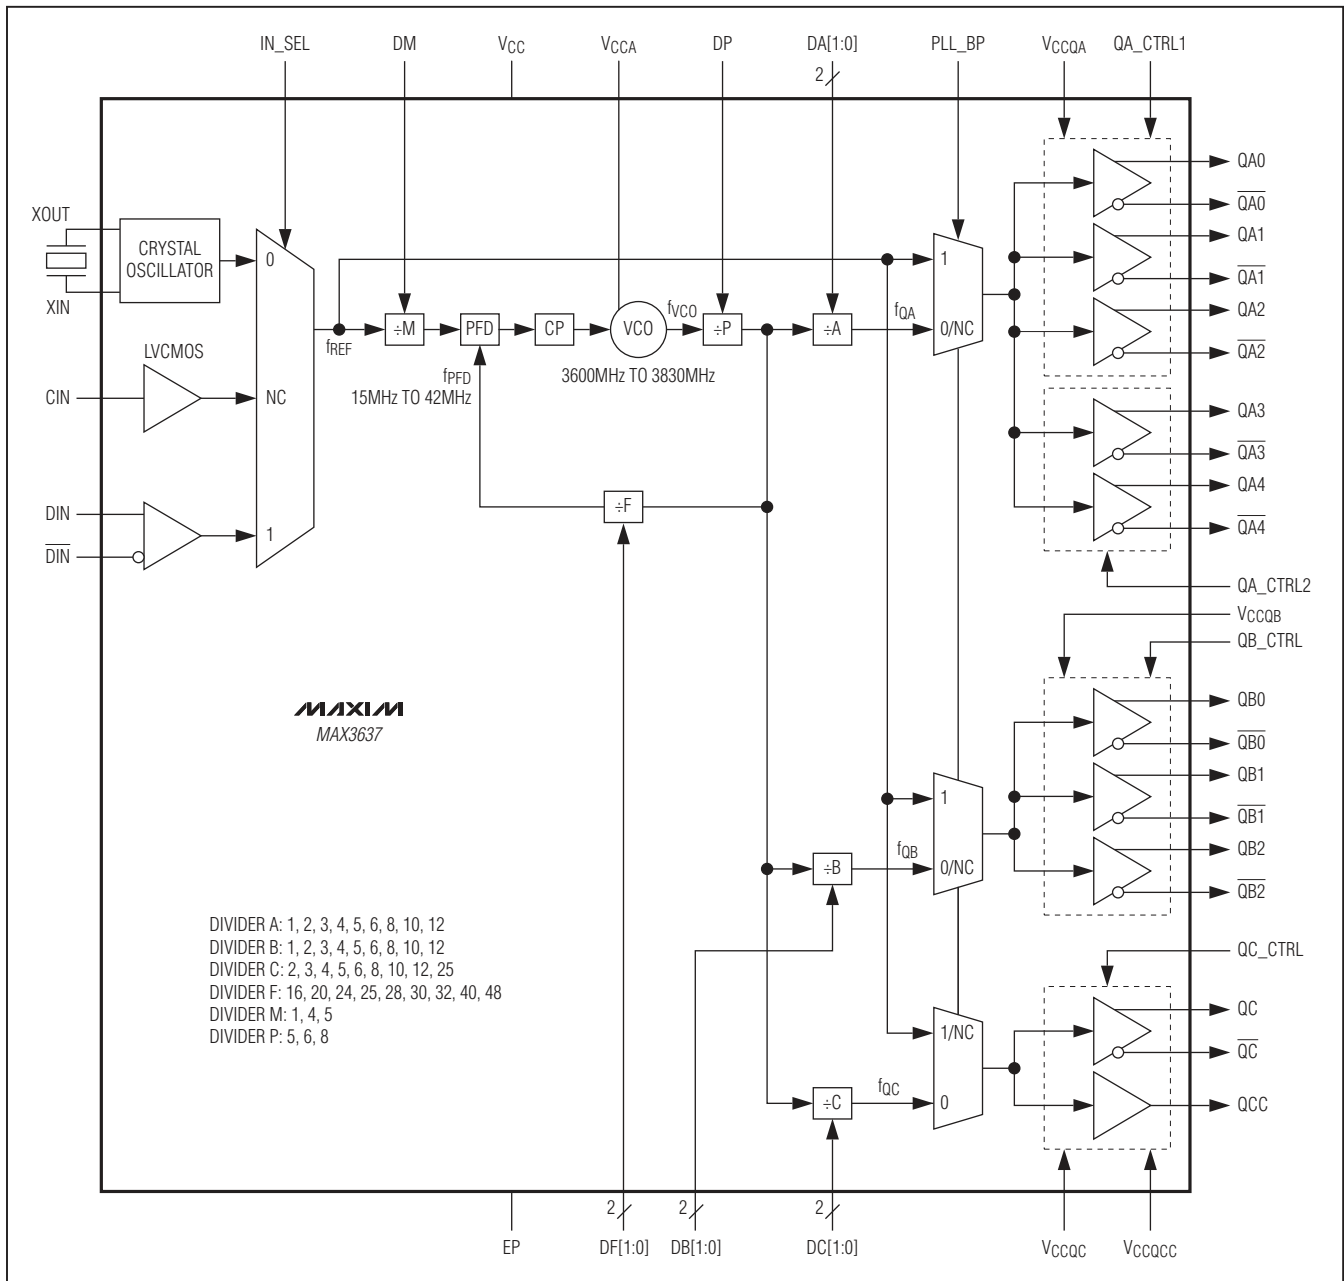 IN_SEL DM VCC VCCA DP DA[1:0] PLL_BP VCCQA QA_CTRL1
2
XOUT
XIN
CRYSTAL
OSCILLATOR
0
NC
1
LVCMOS
CIN
DIN
DIN
fREF
÷M
PFD
CP
VCO
fVCO
÷P
÷A
fQA
1
0/NC
fPFD
15MHz TO 42MHz
3600MHz TO 3830MHz
÷F
QA0
QA0
QA1
QA1
QA2
QA2
QA3
QA3
QA4
QA4
QA_CTRL2
VCCQB
QB_CTRL
MAXIM
MAX3637
QB0
QB0
QB1
QB1
QB2
QB2
1
÷B
fQB
0/NC
DIVIDER A: 1, 2, 3, 4, 5, 6, 8, 10, 12
DIVIDER B: 1, 2, 3, 4, 5, 6, 8, 10, 12
DIVIDER C: 2, 3, 4, 5, 6, 8, 10, 12, 25
DIVIDER F: 16, 20, 24, 25, 28, 30, 32, 40, 48
DIVIDER M: 1, 4, 5
DIVIDER P: 5, 6, 8
QC_CTRL
QC
QC
QCC
1/NC
÷C
fQC
0
2 2 2
EP DF[1:0] DB[1:0] DC[1:0] VCCQC VCCQCC